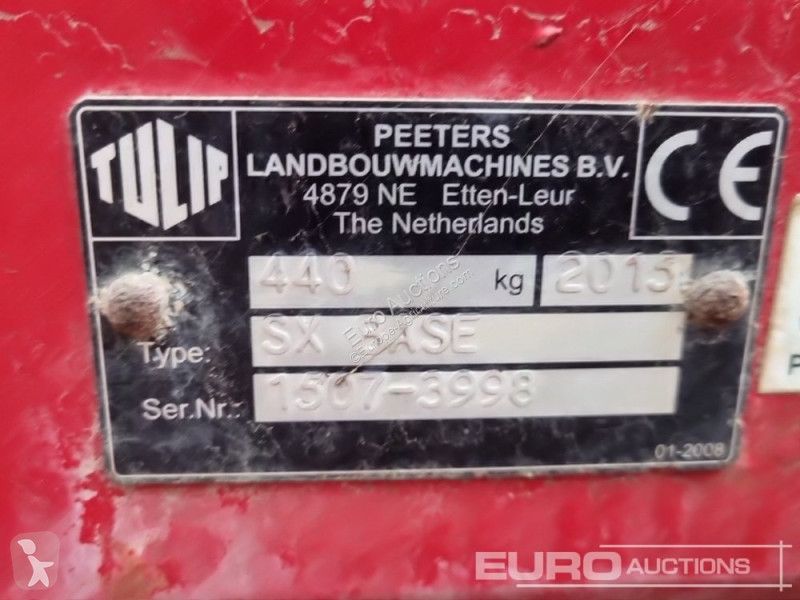 TULIP
PEETERS
LANDBOUWMACHINES B.V.
4879 NE Etten-Leur
The Netherlands
CE
440 kg 2015
Type: SX BASE
Ser.Nr.: 1507-3998
01-2008
P
Euro Auctions
EUROAUCTIONS